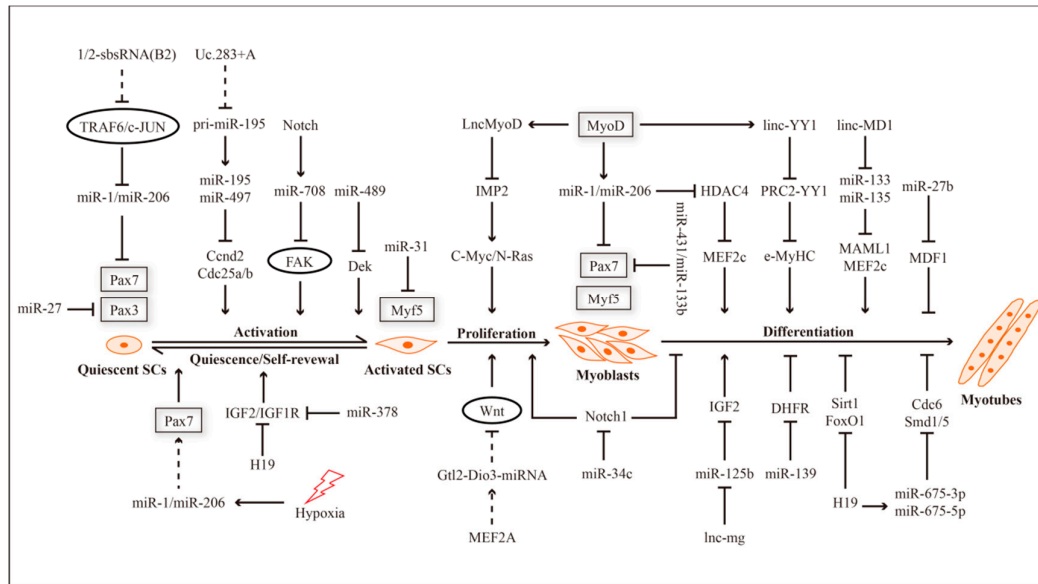 1/2-sbsRNA(B2)
Uc.283+A
TRAF6/c-JUN
pri-miR-195
Notch
LncMyoD
MyoD
linc-YY1
linc-MD1
miR-1/miR-206
miR-195
miR-497
miR-708
miR-489
IMP2
miR-1/miR-206
HDAC4
PRC2-YY1
miR-133
miR-135
miR-27b
miR-431/miR-133b
Ccnd2
Cdc25a/b
FAK
Dek
miR-31
C-Myc/N-Ras
Pax7
MEF2c
e-MyHC
MAML1
MEF2c
MDF1
Pax7
miR-27
Pax3
Myf5
Myf5
Activation
Proliferation
Differentiation
Quiescence/Self-revewal
Quiescent SCs
Activated SCs
Myoblasts
Myotubes
Pax7
IGF2/IGF1R
miR-378
Wnt
Notch1
IGF2
DHFR
Sirt1
FoxO1
Cdc6
Smd1/5
H19
Gtl2-Dio3-miRNA
miR-34c
miR-125b
miR-139
miR-1/miR-206
Hypoxia
MEF2A
lnc-mg
H19
miR-675-3p
miR-675-5p